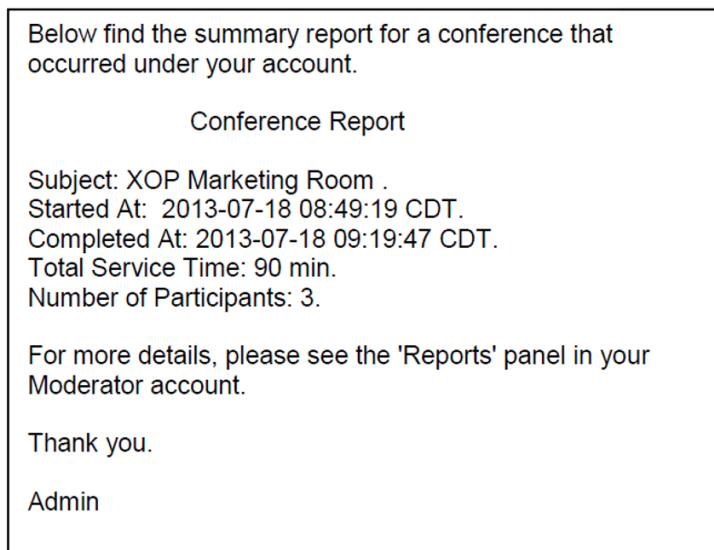 Below find the summary report for a conference that
occurred under your account.
Conference Report
Subject: XOP Marketing Room .
Started At:  2013-07-18 08:49:19 CDT.
Completed At: 2013-07-18 09:19:47 CDT.
Total Service Time: 90 min.
Number of Participants: 3.
For more details, please see the 'Reports' panel in your
Moderator account.
Thank you.
Admin